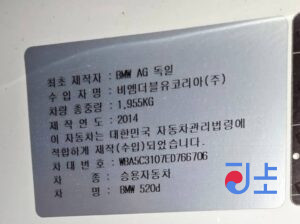 최초 제작자 : BMW AG 독일
수 입 자 명 : 비엠더블유코리아(주)
차량 총중량 : 1,955KG
제 작 연 도 : 2014
이 자동차는 대한민국 자동차관리법령에
적합하게 제작(수입)되었습니다.
차 대 번 호 : WBA5C3107ED766706
차 종 : 승용자동차
차 명 : BMW 520d